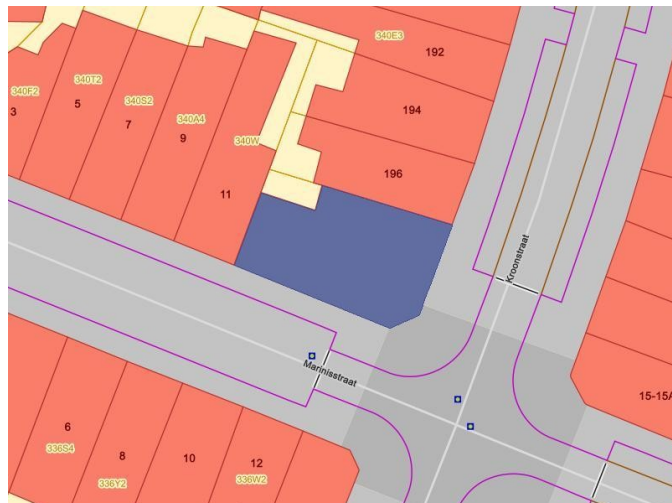 340E3
192
340T2
340S2
340F2
5
3
7
340A4
9
340W
194
196
11
Kroonstraat
Marinisstraat
15-15A
6
336S4
8
336Y2
10
12
336W2